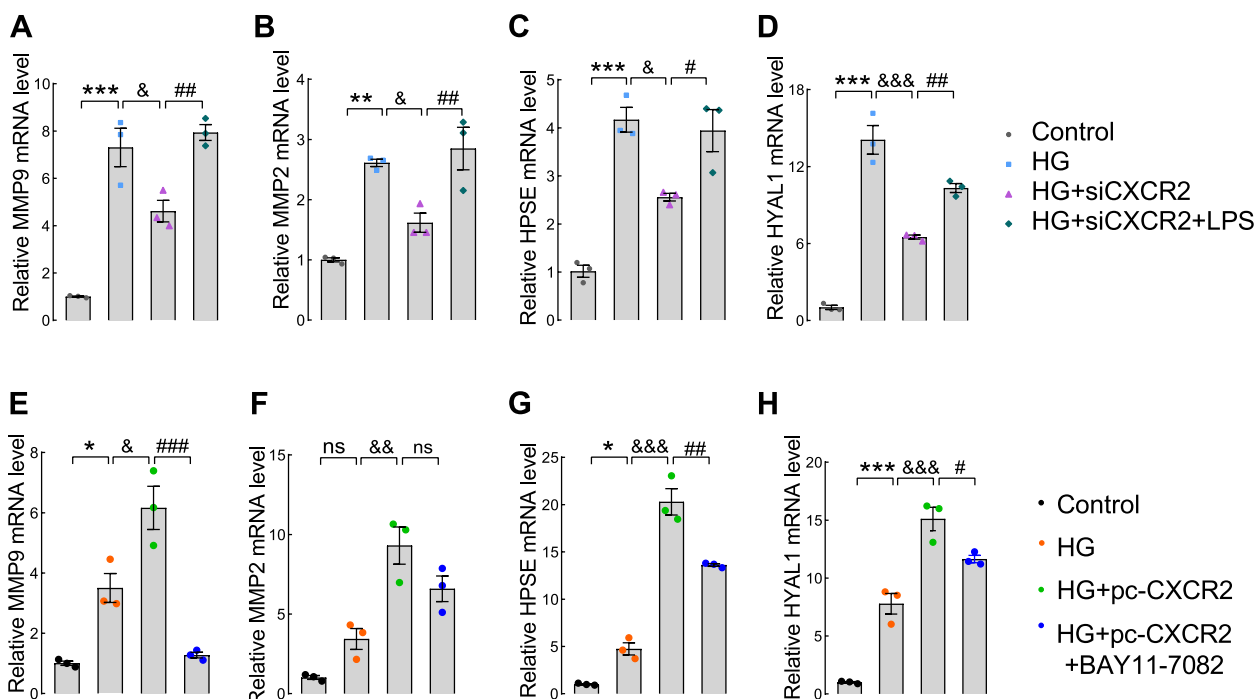 A
Relative MMP9 mRNA level
10
8
6
4
2
0
*** & ##
B
Relative MMP2 mRNA level
4
3
2
1
0
** & ##
C
Relative HPSE mRNA level
5
4
3
2
1
0
*** & #
D
Relative HYAL1 mRNA level
18
12
6
0
*** &&& ##
Control
HG
HG+siCXCR2
HG+siCXCR2+LPS
E
Relative MMP9 mRNA level
8
6
4
2
0
* & ###
F
Relative MMP2 mRNA level
15
10
5
0
ns && ns
G
Relative HPSE mRNA level
25
20
15
10
5
0
* &&& ##
H
Relative HYAL1 mRNA level
20
15
10
5
0
*** &&& #
Control
HG
HG+pc-CXCR2
HG+pc-CXCR2
+BAY11-7082